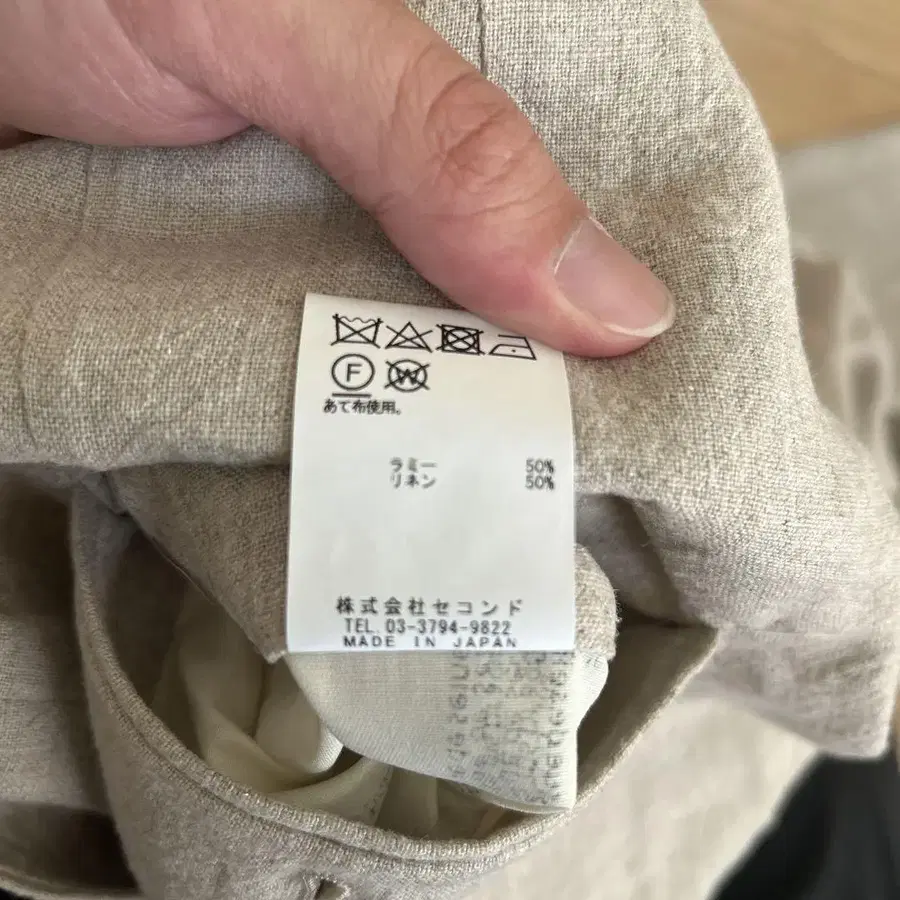 F W
あて布使用。
ラミー 50%
リネン 50%
株式会社セコンド
TEL.03-3794-9822
MADE IN JAPAN